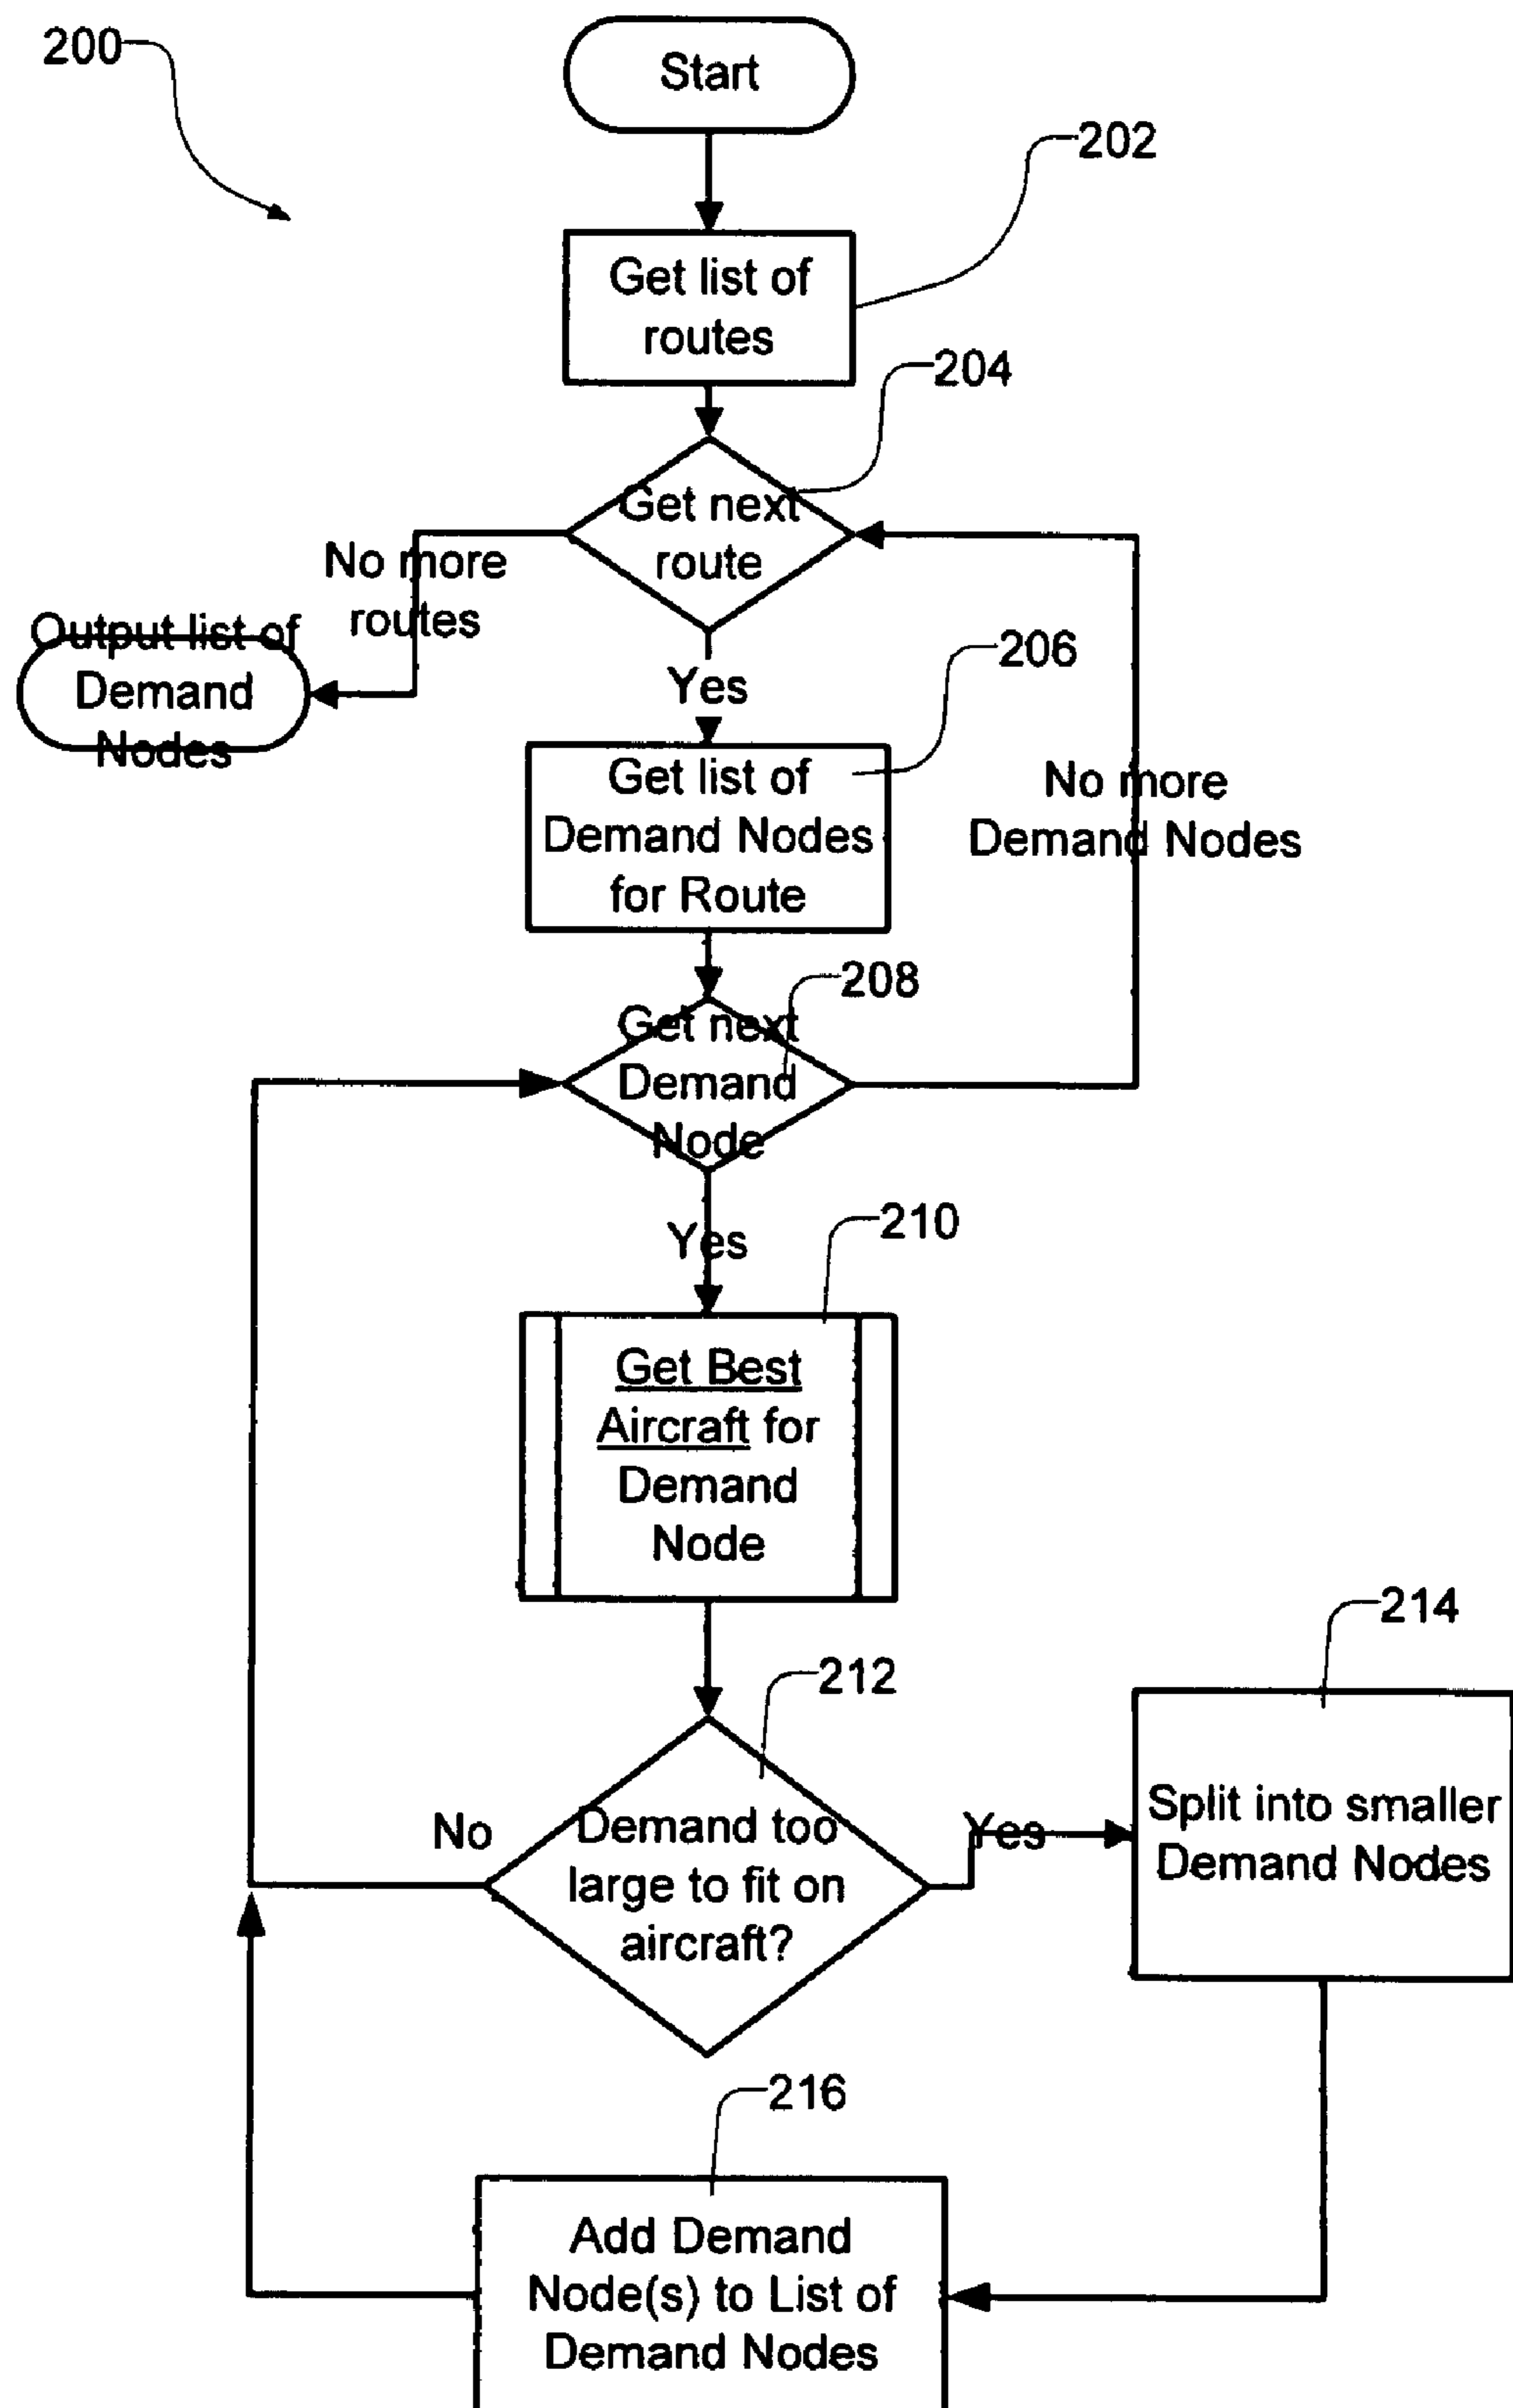 200
Start
202
Get list of
routes
204
Get next
route
No more
routes
Output list of
Demand
Nodes
Yes
206
Get list of
Demand Nodes
for Route
No more
Demand Nodes
208
Get next
Demand
Node
Yes
210
Get Best
Aircraft for
Demand
Node
212
214
No
Demand too
large to fit on
aircraft?
Yes
Split into smaller
Demand Nodes
216
Add Demand
Node(s) to List of
Demand Nodes